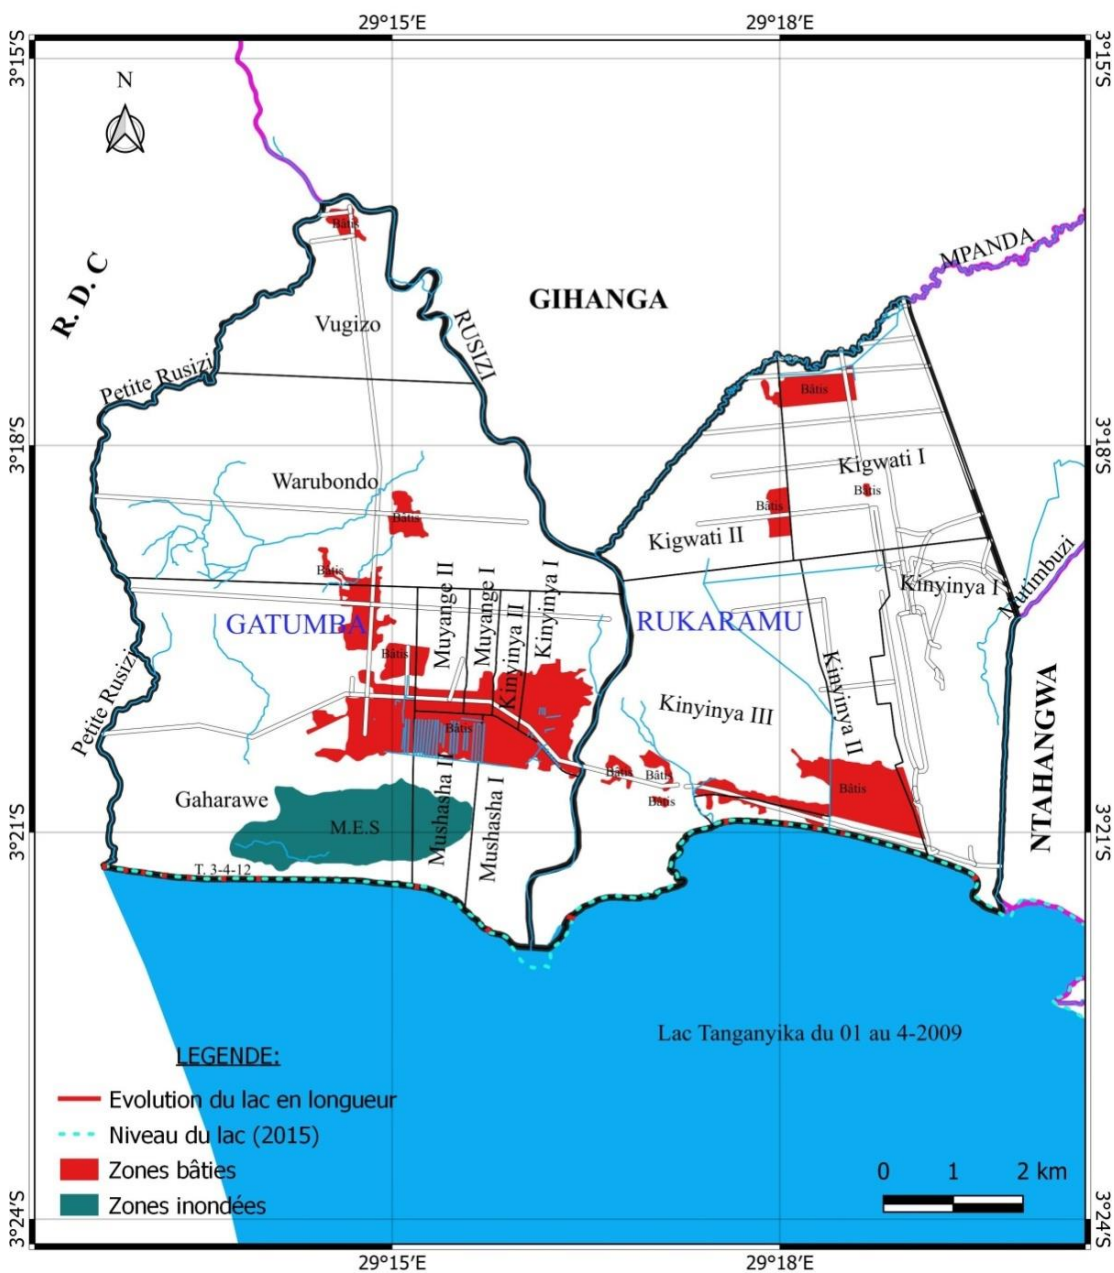 29°15′E
29°18′E
3°15′S
3°15′S
N
Bâtis
MPANDA
R. D. C
GIHANGA
Vugizo
RUSIZI
Petite Rusizi
Bâtis
3°18′S
3°18′S
Kigwati I
Warubondo
Bâtis
Bâtis
Bâtis
Kigwati II
Bâtis
Muyange II
Muyange I
Kinyinya II
Kinyinya I
Kinyinya I
Mutimbuzi
GATUMBA
RUKARAMU
Bâtis
Petite Rusizi
Kinyinya III
Kinyinya II
NTAHANGWA
Bâtis
Bâtis
Bâtis
Bâtis
Bâtis
Gaharawe
M.E.S
Mushasha II
Mushasha I
3°21′S
3°21′S
T. 3-4-12
Lac Tanganyika du 01 au 4-2009
LEGENDE:
Evolution du lac en longueur
Niveau du lac (2015)
Zones bâties
Zones inondées
0 1 2 km
3°24′S
3°24′S
29°15′E
29°18′E